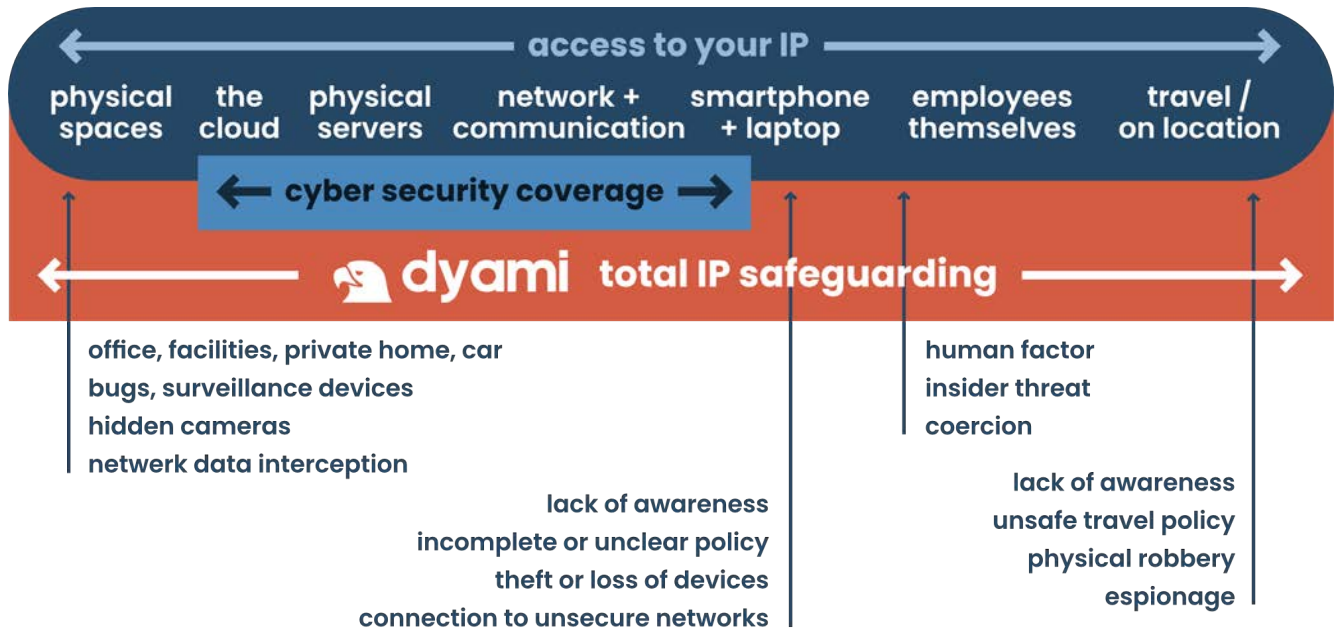 access to your IP
physical spaces
the cloud
physical servers
network + communication
smartphone + laptop
employees themselves
travel / on location
cyber security coverage
dyami total IP safeguarding
office, facilities, private home, car
bugs, surveillance devices
hidden cameras
netwerk data interception
lack of awareness
incomplete or unclear policy
theft or loss of devices
connection to unsecure networks
human factor
insider threat
coercion
lack of awareness
unsafe travel policy
physical robbery
espionage